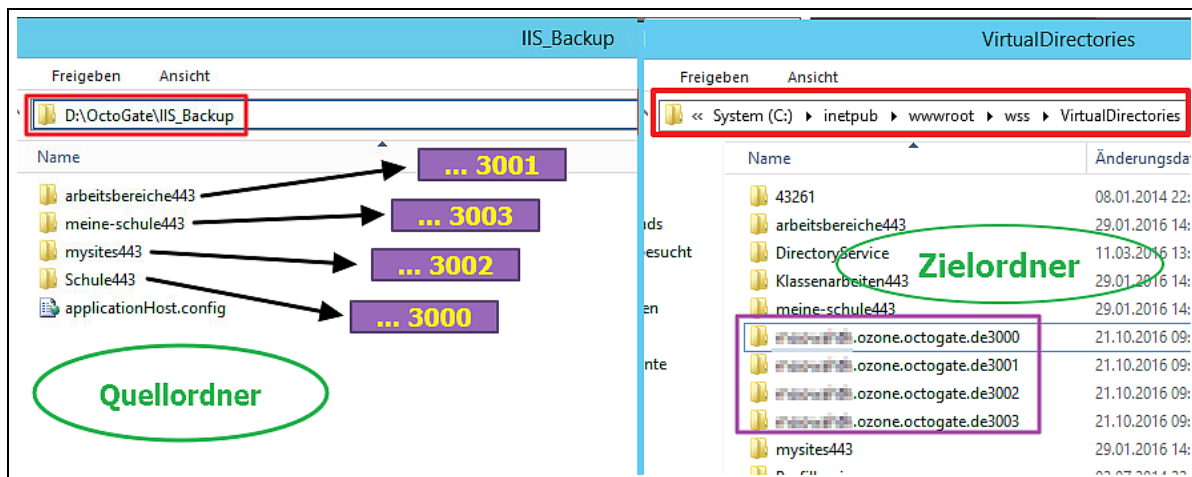 IIS_Backup
Freigeben Ansicht
D:\OctoGate\IIS_Backup
Name
arbeitsbereiche443
... 3001
meine-schule443
... 3003
mysites443
... 3002
Schule443
... 3000
applicationHost.config
Quellordner
VirtualDirectories
Freigeben Ansicht
« System (C:) inetpub wwwroot wss VirtualDirectories
Name Änderungsda
43261 08.01.2014 22:
arbeitsbereiche443 29.01.2016 14:
DirectoryService 11.03.2016 13:
Zielordner
Klassenarbeiten443 29.01.2016 14:
meine-schule443 29.01.2016 14:
.ozone.octogate.de3000 21.10.2016 09:
.ozone.octogate.de3001 21.10.2016 09:
.ozone.octogate.de3002 21.10.2016 09:
.ozone.octogate.de3003 21.10.2016 09:
mysites443 29.01.2016 14: